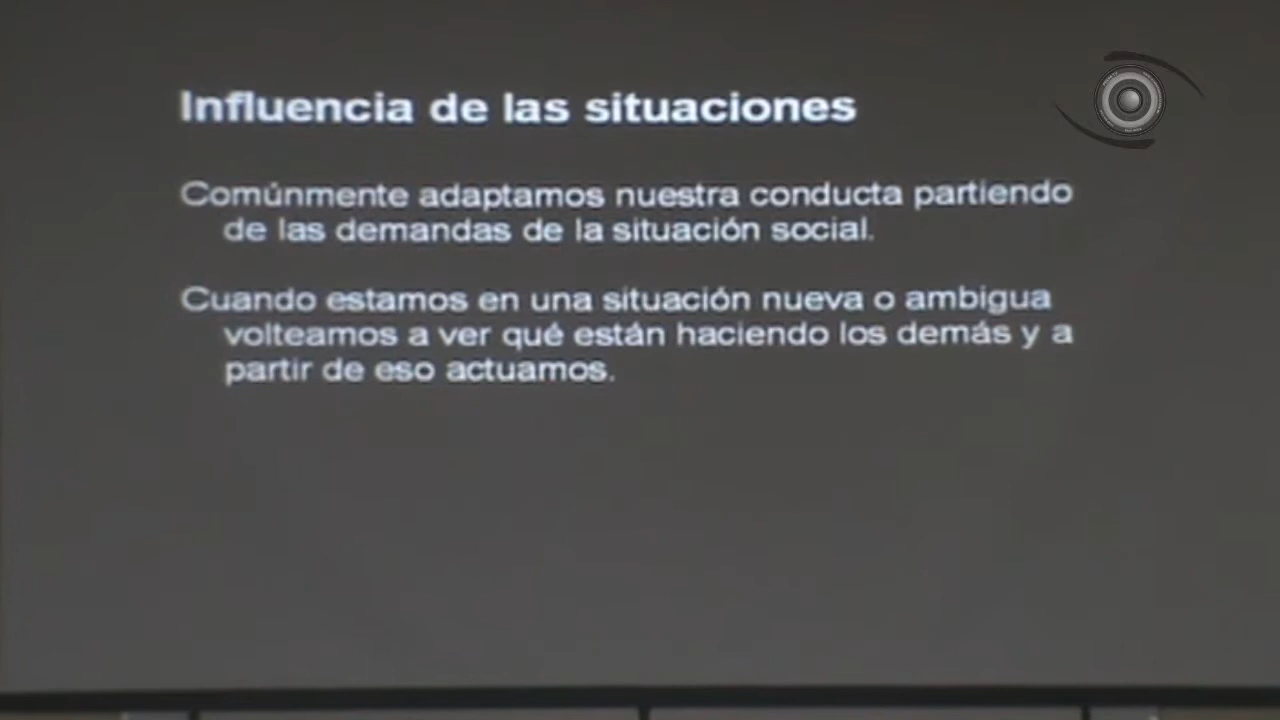 Influencia de las situaciones
Comúnmente adaptamos nuestra conducta partiendo
de las demandas de la situación social.
Cuando estamos en una situación nueva o ambigua
volteamos a ver qué están haciendo los demás y a
partir de eso actuamos.